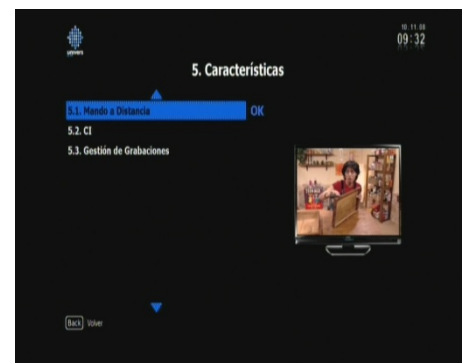 10.11.08
09:32
5. Características
5.1. Mando a Distancia
OK
5.2. CI
5.3. Gestión de Grabaciones
Back Volver